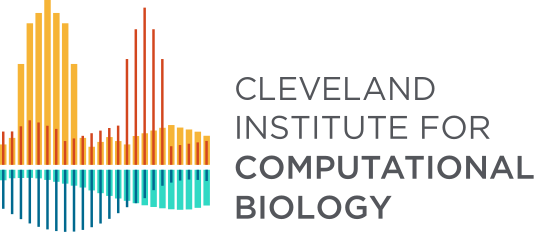 CLEVELAND
INSTITUTE FOR
COMPUTATIONAL
BIOLOGY